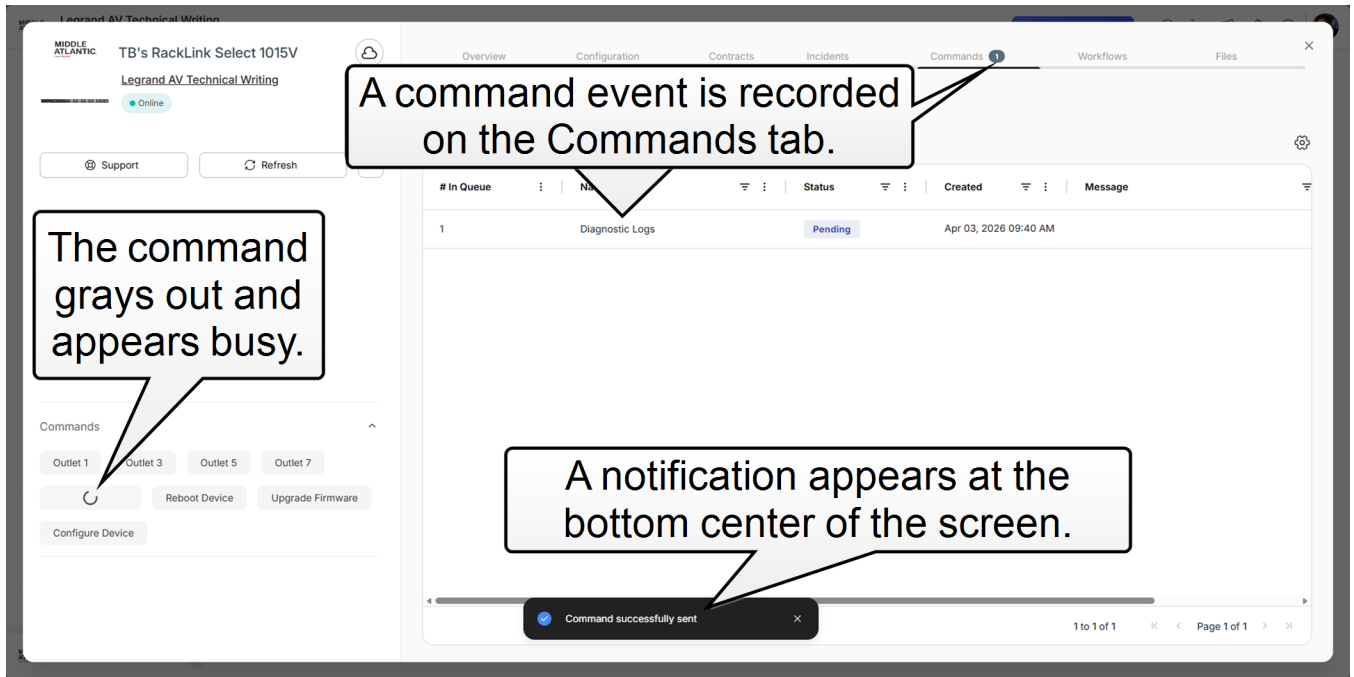 Legrand AV Technical Writing
MIDDLE
ATLANTIC
TB's RackLink Select 1015V
Legrand AV Technical Writing
Online
Support
Refresh
Overview
Configuration
Contracts
Incidents
Commands 1
Workflows
Files
A command event is recorded
on the Commands tab.
# In Queue
Status
Created
Message
1
Diagnostic Logs
Pending
Apr 03, 2026 09:40 AM
The command
grays out and
appears busy.
Commands
Outlet 1
Outlet 3
Outlet 5
Outlet 7
Reboot Device
Upgrade Firmware
Configure Device
A notification appears at the
bottom center of the screen.
Command successfully sent
1 to 1 of 1
Page 1 of 1